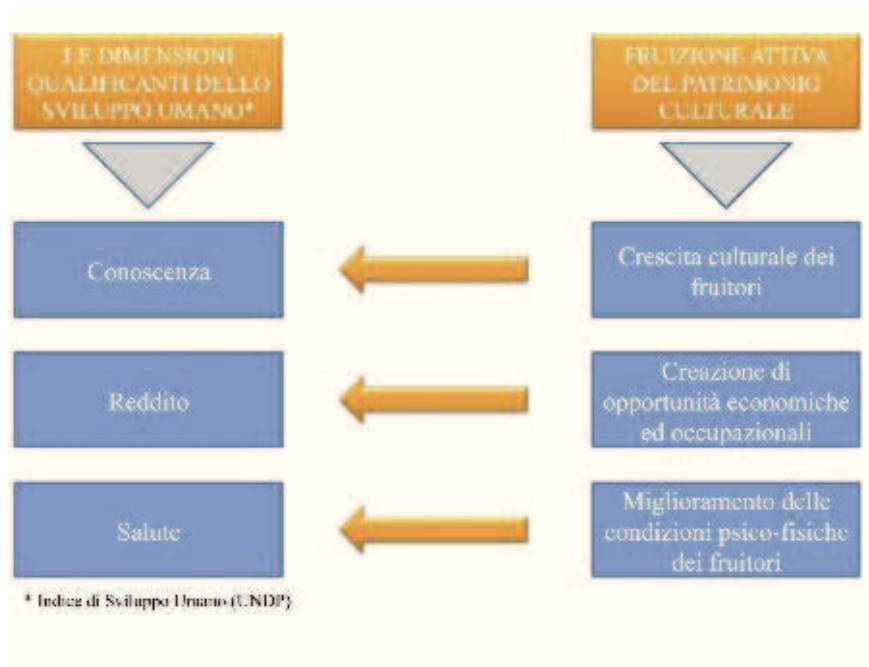 LE DIMENSIONI
QUALIFICANTI DELLO
SVILUPPO UMANO*
FRUIZIONE ATTIVA
DEL PATRIMONIO
CULTURALE
Conoscenza
Crescita culturale dei
fruitori
Reddito
Creazione di
opportunità economiche
ed occupazionali
Salute
Miglioramento delle
condizioni psico-fisiche
dei fruitori
* Indice di Sviluppo Umano (UNDP)